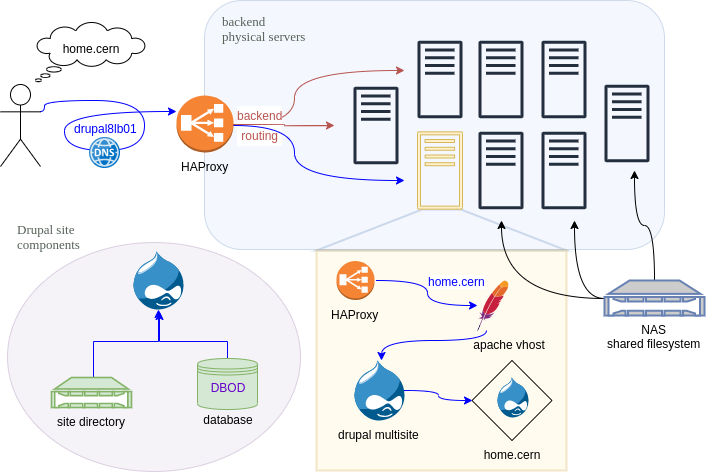 backend
physical servers
home.cern
drupal8lb01
DNS
HAProxy
backend
routing
Drupal site
components
DBOD
site directory
database
HAProxy
home.cern
apache vhost
drupal multisite
home.cern
NAS
shared filesystem